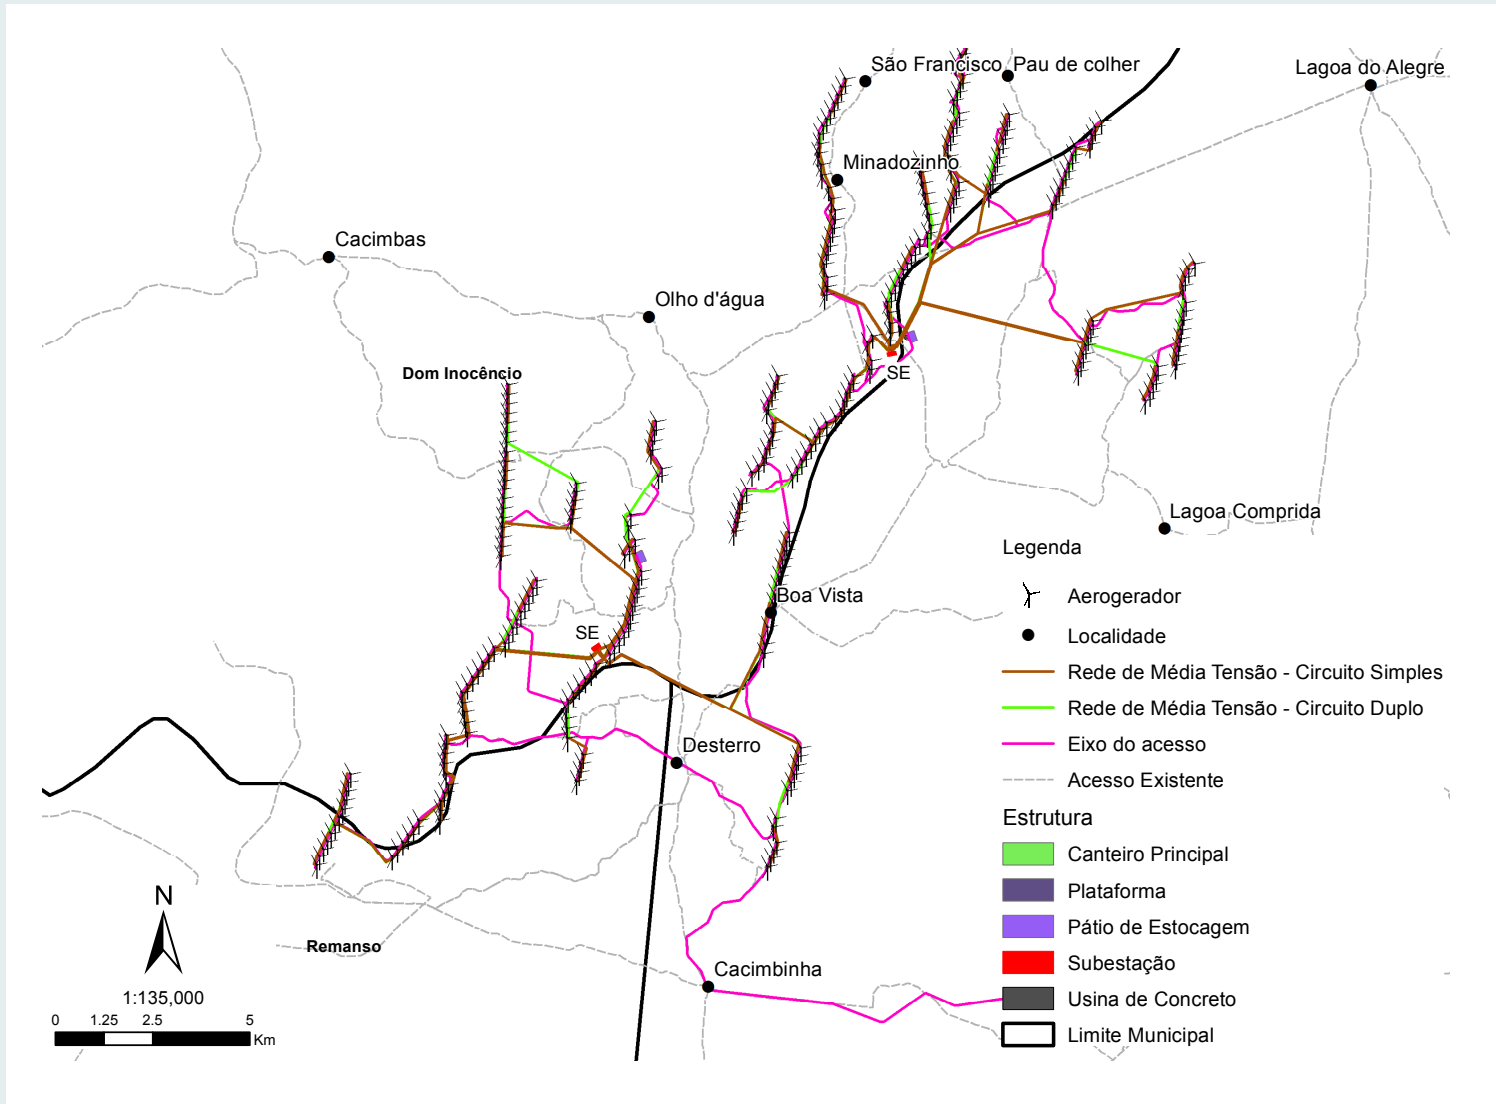 São Francisco
Pau de colher
Lagoa do Alegre
Minadozinho
Cacimbas
Olho d'água
Dom Inocêncio
SE
Lagoa Comprida
Boa Vista
SE
Desterro
Remanso
Cacimbinha
N
1:135,000
0 1.25 2.5 5
Km
Legenda
Aerogerador
Localidade
Rede de Média Tensão - Circuito Simples
Rede de Média Tensão - Circuito Duplo
Eixo do acesso
Acesso Existente
Estrutura
Canteiro Principal
Plataforma
Pátio de Estocagem
Subestação
Usina de Concreto
Limite Municipal